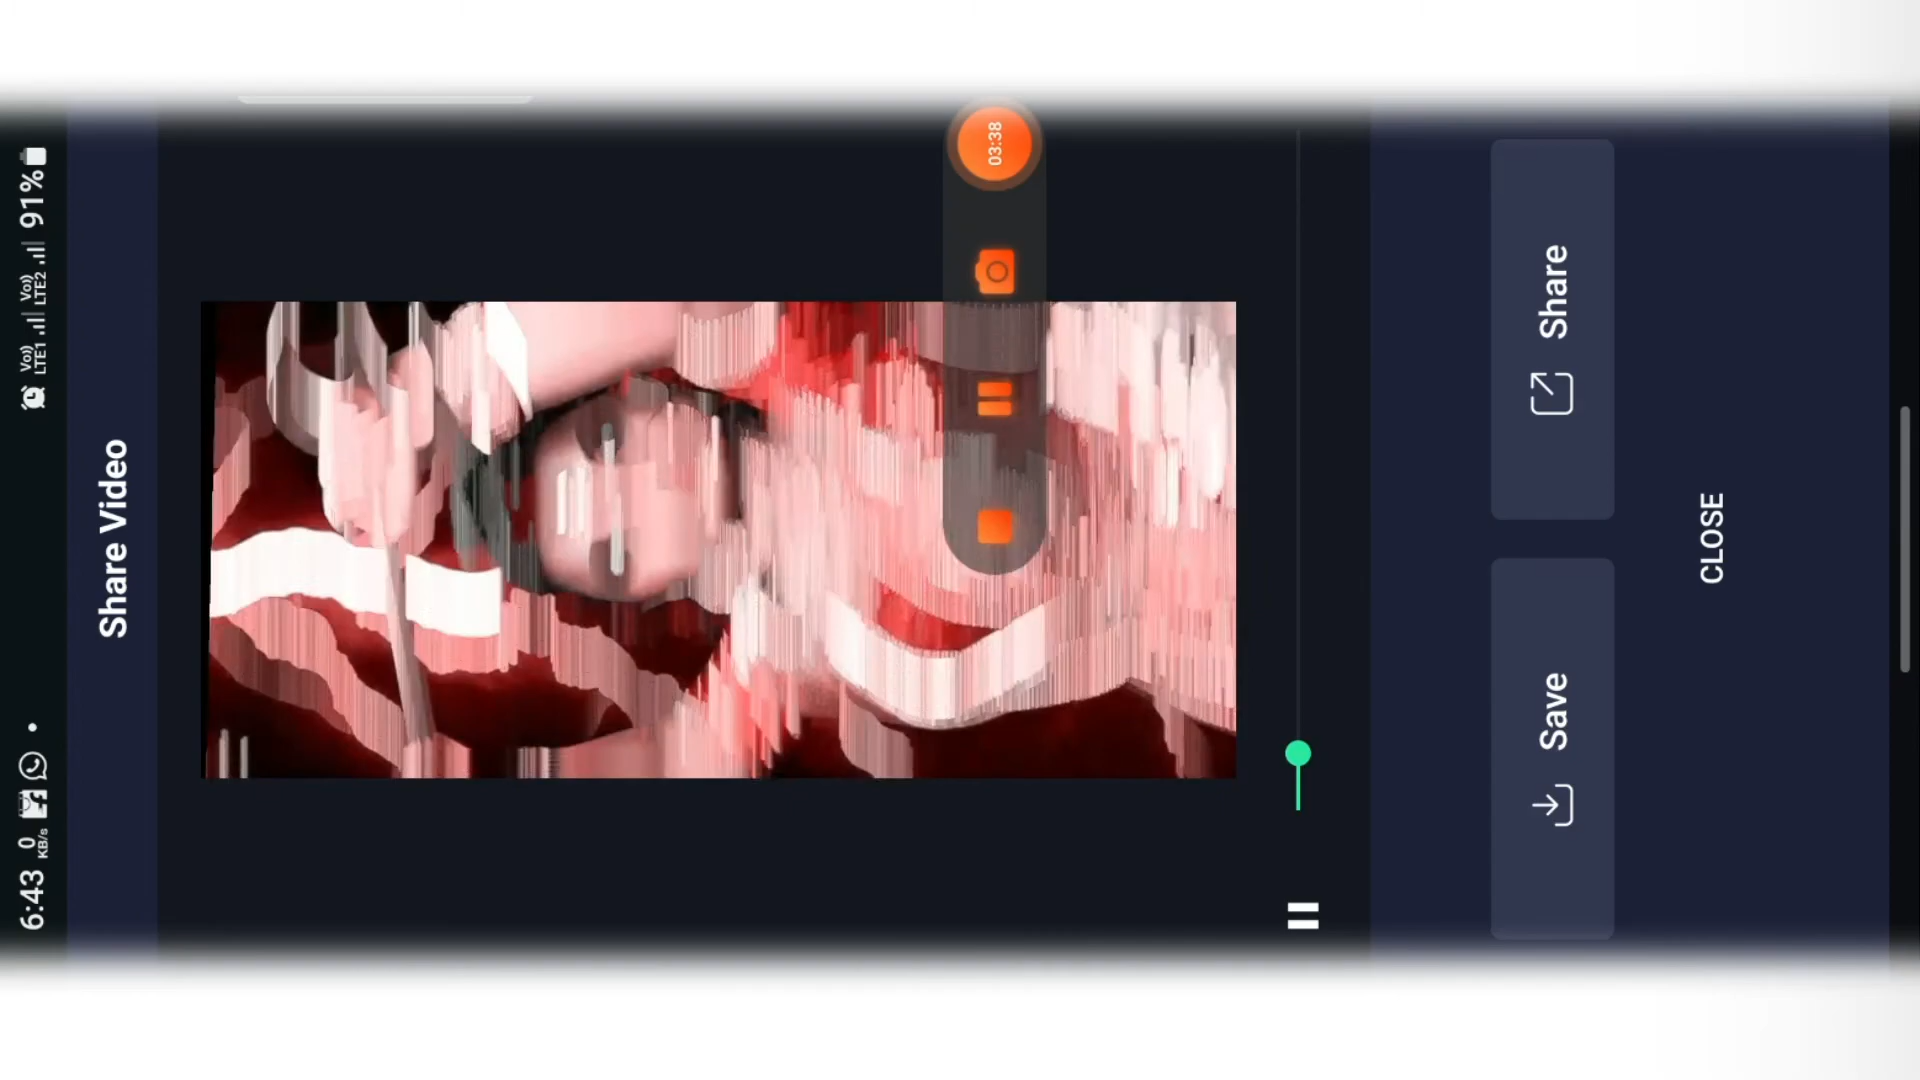 6:43 0 KB/s Vo)) LTE1 Vo)) LTE2 91%
Share Video
03:38
Save
Share
CLOSE